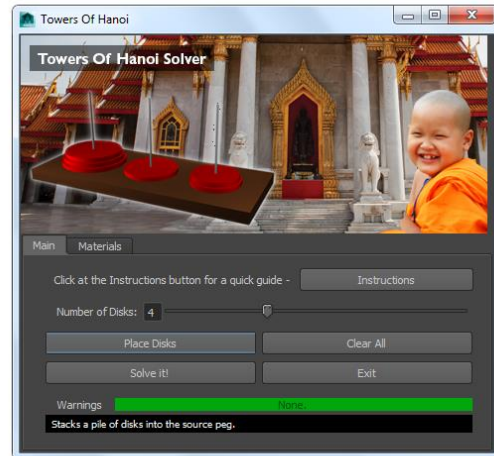 Towers Of Hanoi
Towers Of Hanoi Solver
Main Materials
Click at the Instructions button for a quick guide - Instructions
Number of Disks: 4
Place Disks Clear All
Solve it! Exit
Warnings None.
Stacks a pile of disks into the source peg.